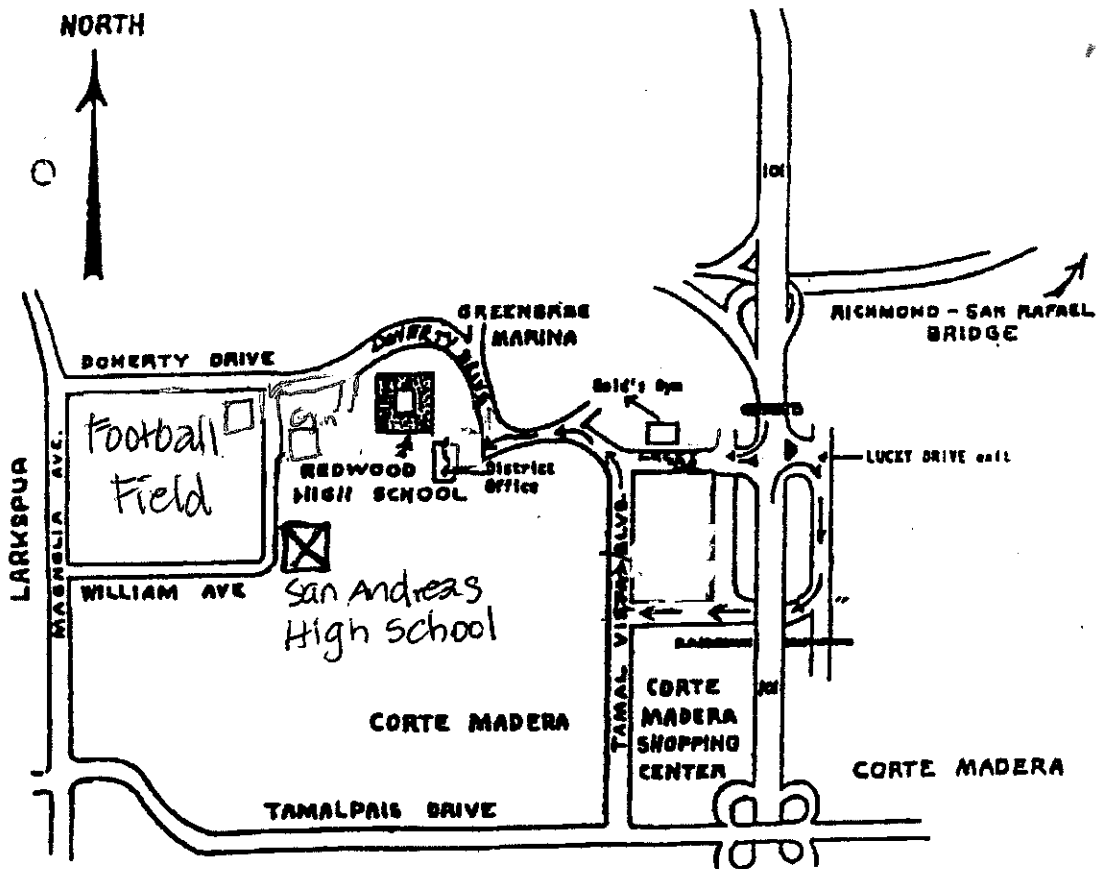 NORTH
101
RICHMOND - SAN RAFAEL
BRIDGE
GREENBRAE
MARINA
DOHERTY DRIVE
DOHERTY DRIVE
Gold's Gym
LUCKY DRIVE exit
Football
Field
Gym
REDWOOD
HIGH SCHOOL
District
Office
LARKSPUR
MAGNOLIA AVE.
WILLIAM AVE
San Andreas
High School
TAMAL VISTA BLVD.
101
CORTE MADERA
CORTE
MADERA
SHOPPING
CENTER
CORTE MADERA
TAMALPAIS DRIVE